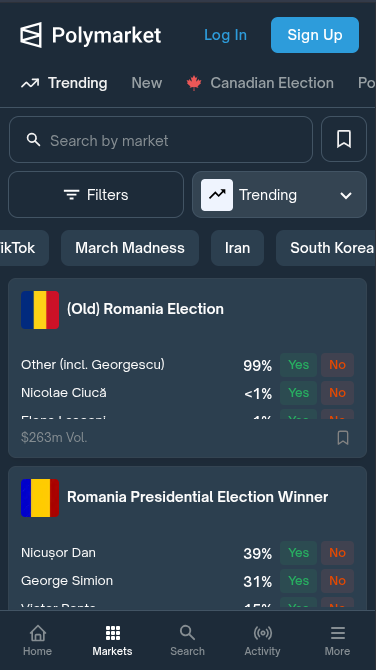 Polymarket
Log In
Sign Up
Trending
New
Canadian Election
Po
Search by market
Filters
Trending
ikTok
March Madness
Iran
South Korea
(Old) Romania Election
Other (incl. Georgescu)
99%
Yes
No
Nicolae Ciucă
<1%
Yes
No
$263m Vol.
Romania Presidential Election Winner
Nicușor Dan
39%
Yes
No
George Simion
31%
Yes
No
Home
Markets
Search
Activity
More